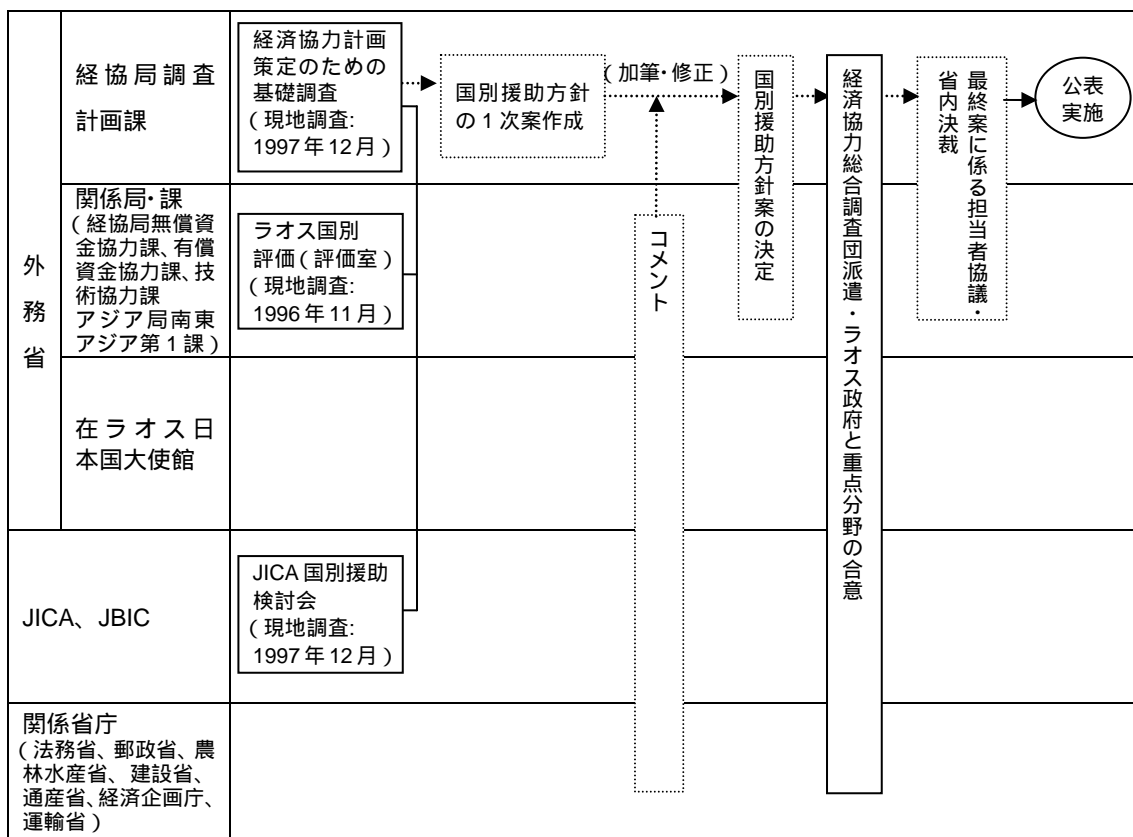 外務省
経協局調査
計画課
経済協力計画
策定のための
基礎調査
（現地調査:
1997年12月）
国別援助方針
の1次案作成
（加筆・修正）
国別援助方針案の決定
経済協力総合調査団派遣・ラオス政府と重点分野の合意
最終案に係る担当者協議・
省内決裁
公表
実施
関係局・課
（経協局無償資
金協力課、有償
資金協力課、技
術協力課
アジア局南東
アジア第1課）
ラオス国別
評価（評価室）
（現地調査:
1996年11月）
コメント
在ラオス日
本国大使館
JICA、JBIC
JICA国別援助
検討会
（現地調査:
1997年12月）
関係省庁
（法務省、郵政省、農
林水産省、建設省、
通産省、経済企画庁、
運輸省）